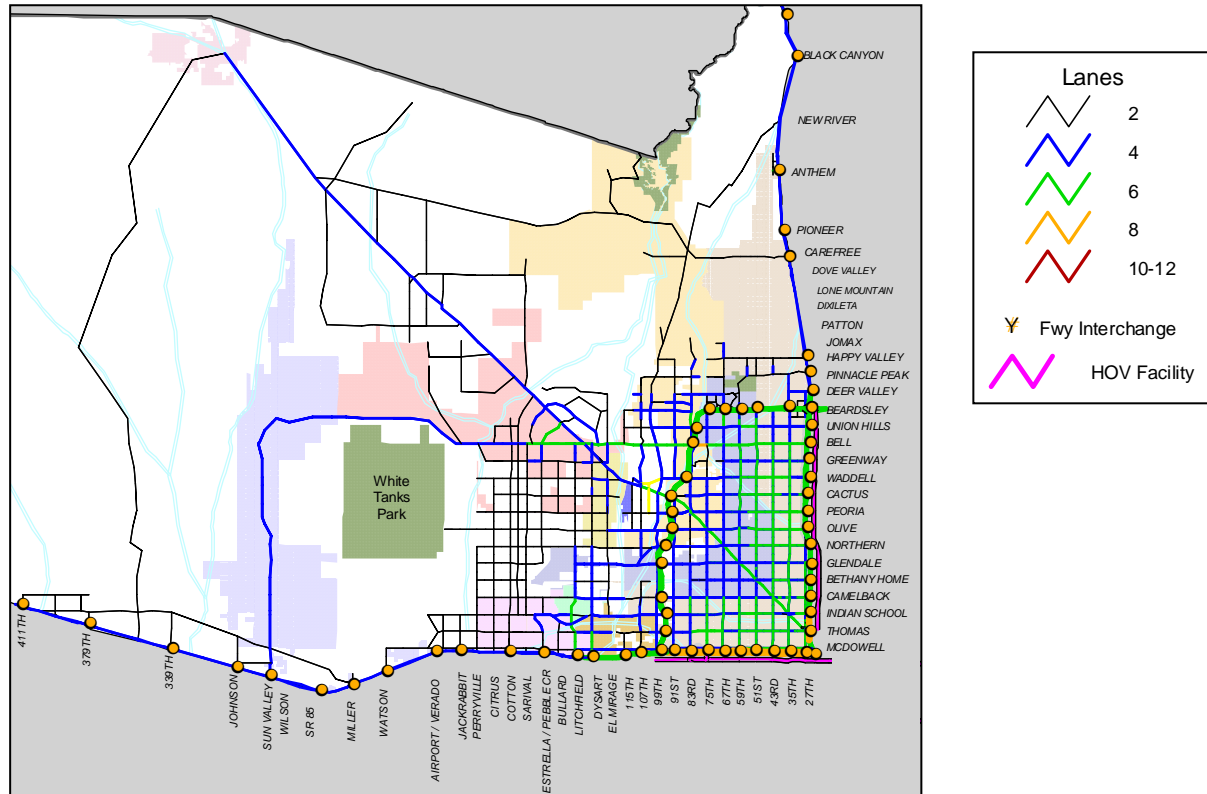 BLACK CANYON
NEW RIVER
ANTHEM
PIONEER
CAREFREE
DOVE VALLEY
LONE MOUNTAIN
DIXILETA
PATTON
JOMAX
HAPPY VALLEY
PINNACLE PEAK
DEER VALLEY
BEARDSLEY
UNION HILLS
BELL
GREENWAY
WADDELL
CACTUS
PEORIA
OLIVE
NORTHERN
GLENDALE
BETHANY HOME
CAMELBACK
INDIAN SCHOOL
THOMAS
MCDOWELL
White
Tanks
Park
411TH
379TH
339TH
JOHNSON
SUN VALLEY
WILSON
SR 85
MILLER
WATSON
AIRPORT / VERADO
JACKRABBIT
PERRYVILLE
CITRUS
COTTON
SARIVAL
ESTRELLA / PEBBLE CR
BULLARD
LITCHFIELD
DYSART
EL MIRAGE
115TH
107TH
99TH
91ST
83RD
75TH
67TH
59TH
51ST
43RD
35TH
27TH
Lanes
2
4
6
8
10-12
Fwy Interchange
HOV Facility